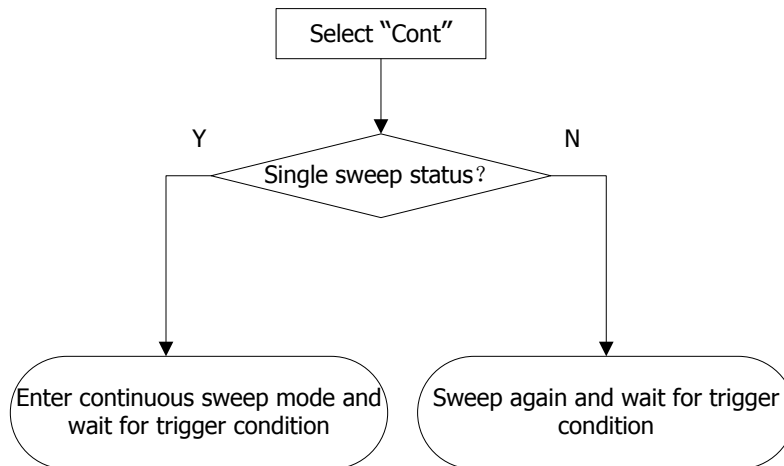 Select “Cont”
Y
N
Single sweep status？
Enter continuous sweep mode and
wait for trigger condition
Sweep again and wait for trigger
condition